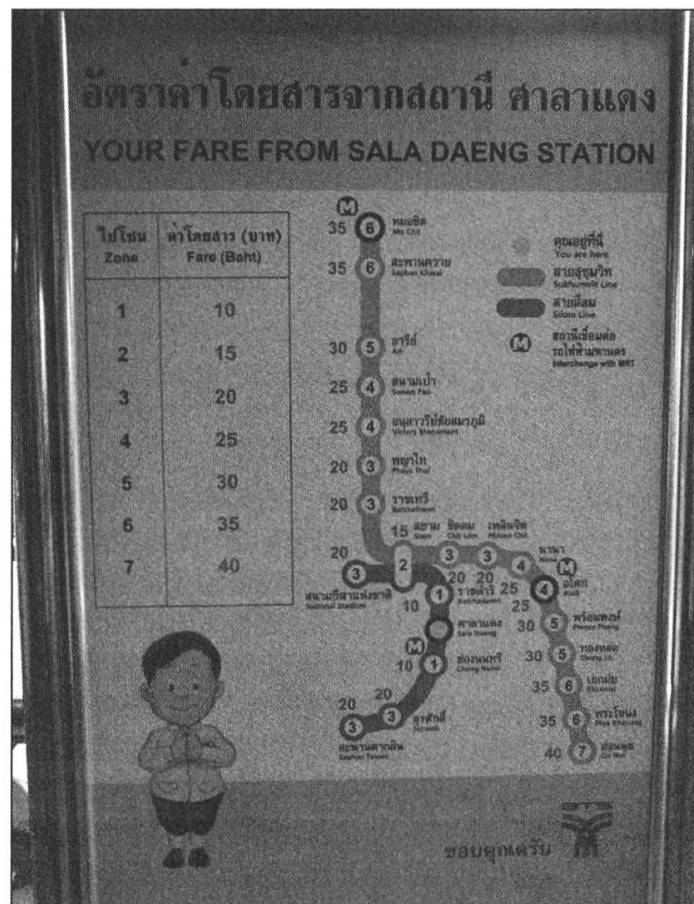 อัตราค่าโดยสารจากสถานี ศาลาแดง
YOUR FARE FROM SALA DAENG STATION
ไปโซน ค่าโดยสาร (บาท)
Zone Fare (Baht)
1 10
2 15
3 20
4 25
5 30
6 35
7 40
M
35 6 หมอชิต
Mo Chit
35 6 สะพานควาย
Saphan Khwai
30 5 อารีย์
Ari
25 4 สนามเป้า
Sanam Pao
25 4 อนุสาวรีย์ชัยสมรภูมิ
Victory Monument
20 3 พญาไท
Phaya Thai
20 3 ราชเทวี
Ratchathewi
คุณอยู่ที่นี่
You are here
สายสุขุมวิท
Sukhumvit Line
สายสีลม
Silom Line
M สถานีเชื่อมต่อ
รถไฟฟ้ามหานคร
Interchange with MRT
15 สยาม
Siam
2
ชิดลม
Chit Lom
3
20
เพลินจิต
Ploen Chit
3
20
นานา
Nana
4
25
M
4 อโศก
Asok
25
20
3
สนามกีฬาแห่งชาติ
National Stadium
10 1 ราชดำริ
Ratchadamri
ศาลาแดง
Sala Daeng
M
10 1 ช่องนนทรี
Chong Nonsi
20
3 สุรศักดิ์
Surasak
20
3
สะพานตากสิน
Saphan Taksin
30 5 พร้อมพงษ์
Phrom Phong
30 5 ทองหล่อ
Thong Lo
35 6 เอกมัย
Ekkamai
35 6 พระโขนง
Phra Khanong
40 7 อ่อนนุช
On Nut
BTS
ขอบคุณครับ